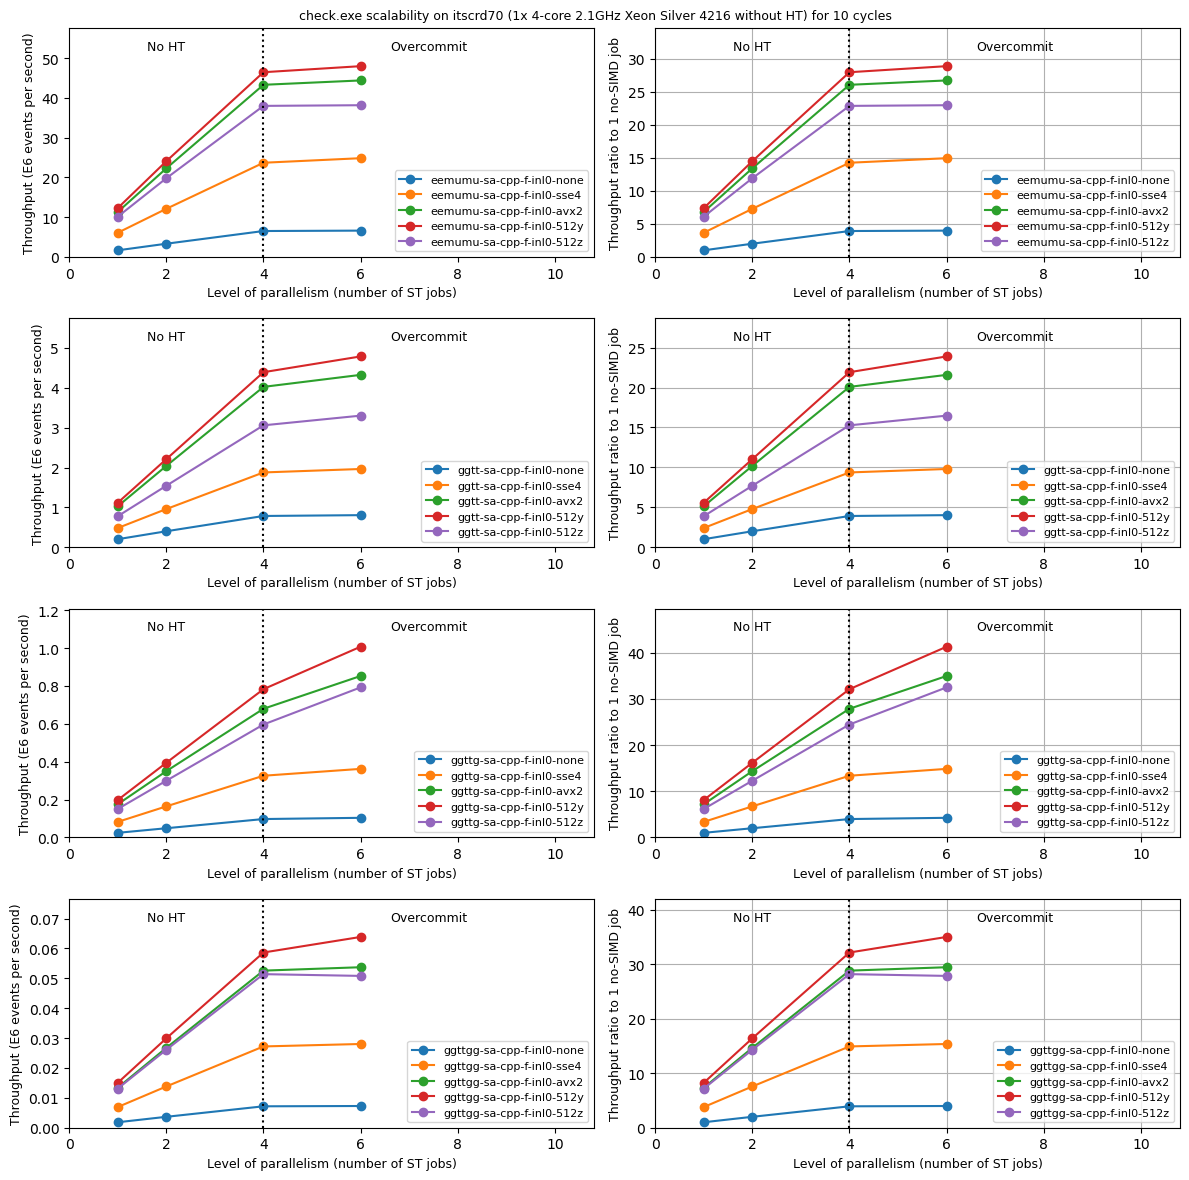 check.exe scalability on itscrd70 (1x 4-core 2.1GHz Xeon Silver 4216 without HT) for 10 cycles
Throughput (E6 events per second)
50
40
30
20
10
0
No HT
Overcommit
eemumu-sa-cpp-f-inl0-none
eemumu-sa-cpp-f-inl0-sse4
eemumu-sa-cpp-f-inl0-avx2
eemumu-sa-cpp-f-inl0-512y
eemumu-sa-cpp-f-inl0-512z
0 2 4 6 8 10
Level of parallelism (number of ST jobs)
Throughput ratio to 1 no-SIMD job
30
25
20
15
10
5
0
No HT
Overcommit
eemumu-sa-cpp-f-inl0-none
eemumu-sa-cpp-f-inl0-sse4
eemumu-sa-cpp-f-inl0-avx2
eemumu-sa-cpp-f-inl0-512y
eemumu-sa-cpp-f-inl0-512z
0 2 4 6 8 10
Level of parallelism (number of ST jobs)
Throughput (E6 events per second)
5
4
3
2
1
0
No HT
Overcommit
ggtt-sa-cpp-f-inl0-none
ggtt-sa-cpp-f-inl0-sse4
ggtt-sa-cpp-f-inl0-avx2
ggtt-sa-cpp-f-inl0-512y
ggtt-sa-cpp-f-inl0-512z
0 2 4 6 8 10
Level of parallelism (number of ST jobs)
Throughput ratio to 1 no-SIMD job
25
20
15
10
5
0
No HT
Overcommit
ggtt-sa-cpp-f-inl0-none
ggtt-sa-cpp-f-inl0-sse4
ggtt-sa-cpp-f-inl0-avx2
ggtt-sa-cpp-f-inl0-512y
ggtt-sa-cpp-f-inl0-512z
0 2 4 6 8 10
Level of parallelism (number of ST jobs)
Throughput (E6 events per second)
1.2
1.0
0.8
0.6
0.4
0.2
0.0
No HT
Overcommit
ggttg-sa-cpp-f-inl0-none
ggttg-sa-cpp-f-inl0-sse4
ggttg-sa-cpp-f-inl0-avx2
ggttg-sa-cpp-f-inl0-512y
ggttg-sa-cpp-f-inl0-512z
0 2 4 6 8 10
Level of parallelism (number of ST jobs)
Throughput ratio to 1 no-SIMD job
40
30
20
10
0
No HT
Overcommit
ggttg-sa-cpp-f-inl0-none
ggttg-sa-cpp-f-inl0-sse4
ggttg-sa-cpp-f-inl0-avx2
ggttg-sa-cpp-f-inl0-512y
ggttg-sa-cpp-f-inl0-512z
0 2 4 6 8 10
Level of parallelism (number of ST jobs)
Throughput (E6 events per second)
0.07
0.06
0.05
0.04
0.03
0.02
0.01
0.00
No HT
Overcommit
ggttgg-sa-cpp-f-inl0-none
ggttgg-sa-cpp-f-inl0-sse4
ggttgg-sa-cpp-f-inl0-avx2
ggttgg-sa-cpp-f-inl0-512y
ggttgg-sa-cpp-f-inl0-512z
0 2 4 6 8 10
Level of parallelism (number of ST jobs)
Throughput ratio to 1 no-SIMD job
40
30
20
10
0
No HT
Overcommit
ggttgg-sa-cpp-f-inl0-none
ggttgg-sa-cpp-f-inl0-sse4
ggttgg-sa-cpp-f-inl0-avx2
ggttgg-sa-cpp-f-inl0-512y
ggttgg-sa-cpp-f-inl0-512z
0 2 4 6 8 10
Level of parallelism (number of ST jobs)